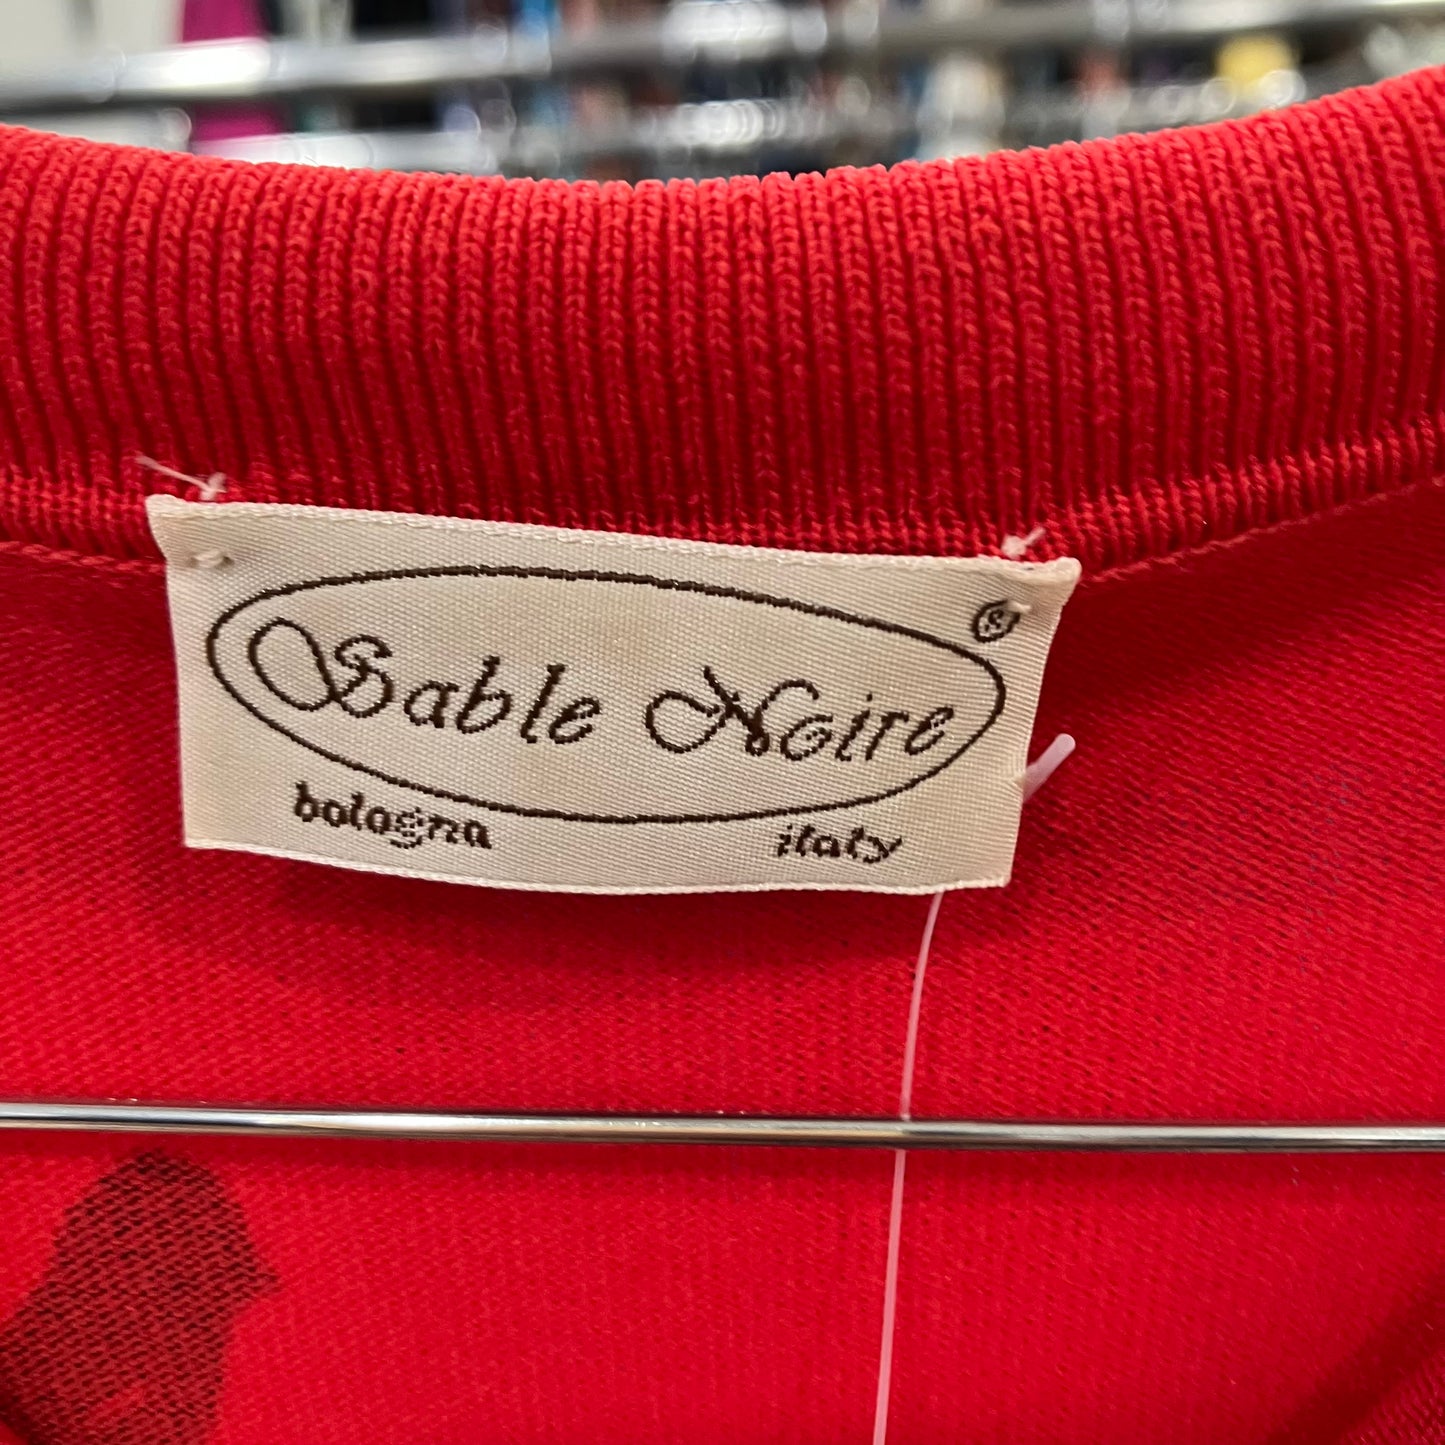 ®
Sable Noire
bologna italy